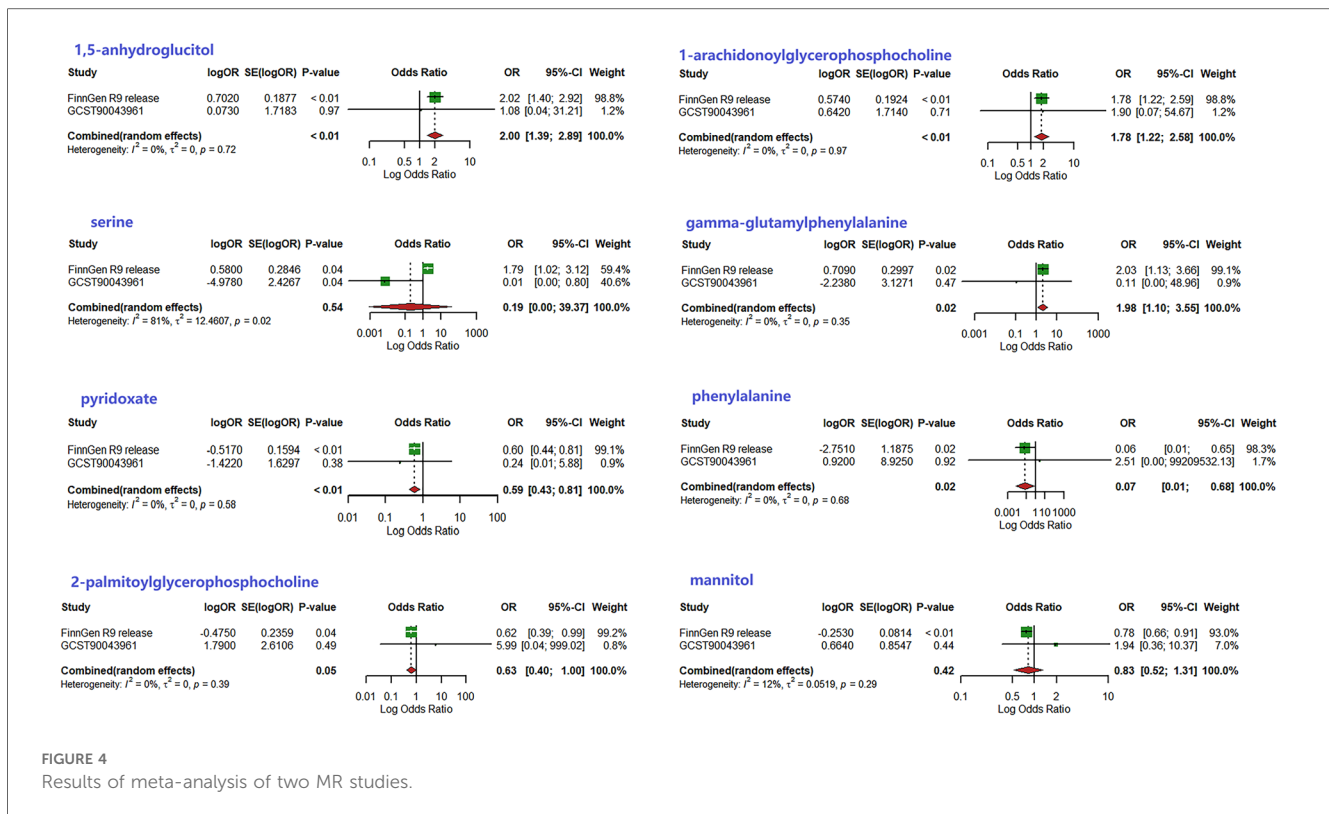 1,5-anhydroglucitol
Study logOR SE(logOR) P-value Odds Ratio OR 95%-CI Weight
FinnGen R9 release 0.7020 0.1877 < 0.01 2.02 [1.40; 2.92] 98.8%
GCST90043961 0.0730 1.7183 0.97 1.08 [0.04; 31.21] 1.2%
Combined(random effects) < 0.01 2.00 [1.39; 2.89] 100.0%
Heterogeneity: I² = 0%, τ² = 0, p = 0.72
0.1 0.5 1 2 10
Log Odds Ratio
1-arachidonoylglycerophosphocholine
Study logOR SE(logOR) P-value Odds Ratio OR 95%-CI Weight
FinnGen R9 release 0.5740 0.1924 < 0.01 1.78 [1.22; 2.59] 98.8%
GCST90043961 0.6420 1.7140 0.71 1.90 [0.07; 54.67] 1.2%
Combined(random effects) < 0.01 1.78 [1.22; 2.58] 100.0%
Heterogeneity: I² = 0%, τ² = 0, p = 0.97
0.1 0.5 1 2 10
Log Odds Ratio
serine
Study logOR SE(logOR) P-value Odds Ratio OR 95%-CI Weight
FinnGen R9 release 0.5800 0.2846 0.04 1.79 [1.02; 3.12] 59.4%
GCST90043961 -4.9780 2.4267 0.04 0.01 [0.00; 0.80] 40.6%
Combined(random effects) 0.54 0.19 [0.00; 39.37] 100.0%
Heterogeneity: I² = 81%, τ² = 12.4607, p = 0.02
0.001 0.1 1 10 1000
Log Odds Ratio
gamma-glutamylphenylalanine
Study logOR SE(logOR) P-value Odds Ratio OR 95%-CI Weight
FinnGen R9 release 0.7090 0.2997 0.02 2.03 [1.13; 3.66] 99.1%
GCST90043961 -2.2380 3.1271 0.47 0.11 [0.00; 48.96] 0.9%
Combined(random effects) 0.02 1.98 [1.10; 3.55] 100.0%
Heterogeneity: I² = 0%, τ² = 0, p = 0.35
0.001 0.1 1 10 1000
Log Odds Ratio
pyridoxate
Study logOR SE(logOR) P-value Odds Ratio OR 95%-CI Weight
FinnGen R9 release -0.5170 0.1594 < 0.01 0.60 [0.44; 0.81] 99.1%
GCST90043961 -1.4220 1.6297 0.38 0.24 [0.01; 5.88] 0.9%
Combined(random effects) < 0.01 0.59 [0.43; 0.81] 100.0%
Heterogeneity: I² = 0%, τ² = 0, p = 0.58
0.01 0.1 1 10 100
Log Odds Ratio
phenylalanine
Study logOR SE(logOR) P-value Odds Ratio OR 95%-CI Weight
FinnGen R9 release -2.7510 1.1875 0.02 0.06 [0.01; 0.65] 98.3%
GCST90043961 0.9200 8.9250 0.92 2.51 [0.00; 99209532.13] 1.7%
Combined(random effects) 0.02 0.07 [0.01; 0.68] 100.0%
Heterogeneity: I² = 0%, τ² = 0, p = 0.68
0.001 110 1000
Log Odds Ratio
2-palmitoylglycerophosphocholine
Study logOR SE(logOR) P-value Odds Ratio OR 95%-CI Weight
FinnGen R9 release -0.4750 0.2359 0.04 0.62 [0.39; 0.99] 99.2%
GCST90043961 1.7900 2.6106 0.49 5.99 [0.04; 999.02] 0.8%
Combined(random effects) 0.05 0.63 [0.40; 1.00] 100.0%
Heterogeneity: I² = 0%, τ² = 0, p = 0.39
0.01 0.1 1 10 100
Log Odds Ratio
mannitol
Study logOR SE(logOR) P-value Odds Ratio OR 95%-CI Weight
FinnGen R9 release -0.2530 0.0814 < 0.01 0.78 [0.66; 0.91] 93.0%
GCST90043961 0.6640 0.8547 0.44 1.94 [0.36; 10.37] 7.0%
Combined(random effects) 0.42 0.83 [0.52; 1.31] 100.0%
Heterogeneity: I² = 12%, τ² = 0.0519, p = 0.29
0.1 0.5 1 2 10
Log Odds Ratio
FIGURE 4
Results of meta-analysis of two MR studies.